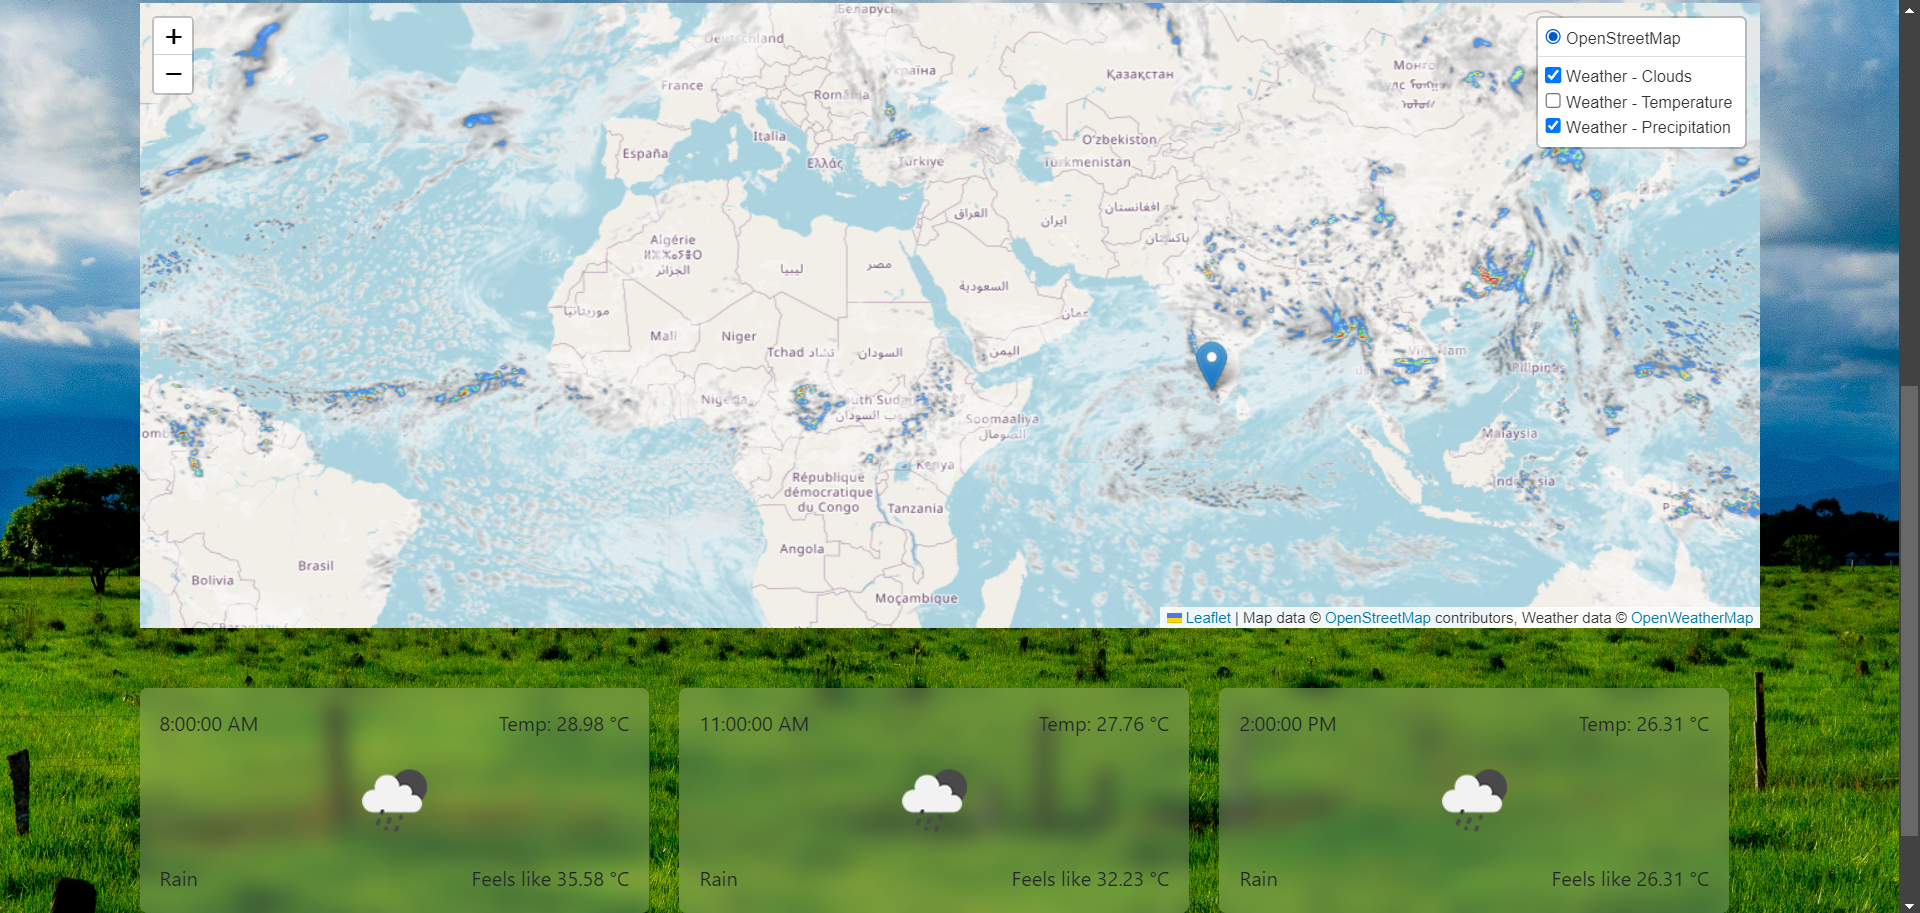 +
−
OpenStreetMap
Weather - Clouds
Weather - Temperature
Weather - Precipitation
Беларусь
Deutschland
Україна
Қазақстан
France
România
Italia
O'zbekiston
España
Ελλάς
Türkiye
Türkmenistan
العراق
ایران
افغانستان
پاکستان
Algérie
ⵍⵣⵣⴰⵢⴻⵔ
الجزائر
ليبيا
مصر
السعودية
عمان
موريتانيا
Mali
Niger
Tchad تشاد
السودان
اليمن
Việt Nam
Pilipinas
Nigeria
South Sudan
جنوب السودان
Soomaaliya
الصومال
Malaysia
Kenya
Indonesia
République
démocratique
du Congo
Tanzania
Angola
Brasil
Bolivia
Moçambique
Leaflet | Map data © OpenStreetMap contributors, Weather data © OpenWeatherMap
8:00:00 AM Temp: 28.98 °C
Rain Feels like 35.58 °C
11:00:00 AM Temp: 27.76 °C
Rain Feels like 32.23 °C
2:00:00 PM Temp: 26.31 °C
Rain Feels like 26.31 °C